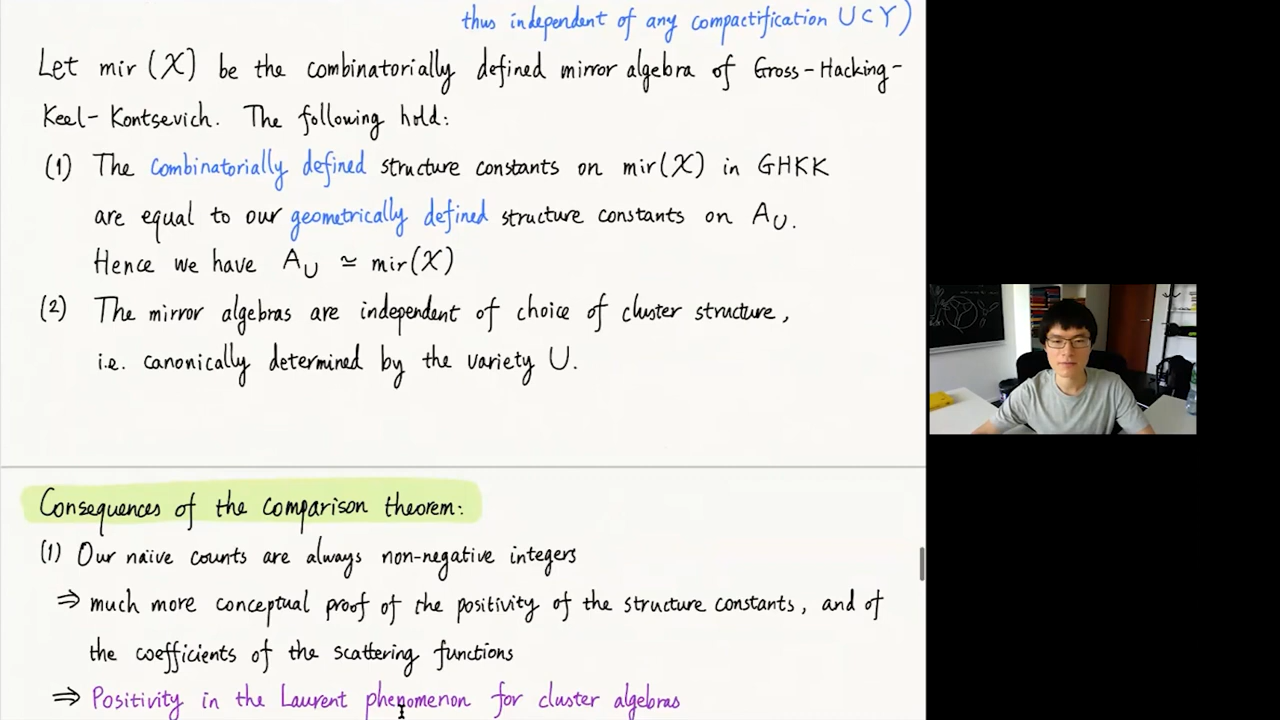 thus independent of any compactification U ⊂ Y)
Let mir(X) be the combinatorially defined mirror algebra of Gross-Hacking-
Keel-Kontsevich. The following hold:
(1) The combinatorially defined structure constants on mir(X) in GHKK
are equal to our geometrically defined structure constants on A_U.
Hence we have A_U ≃ mir(X)
(2) The mirror algebras are independent of choice of cluster structure,
i.e. canonically determined by the variety U.
Consequences of the comparison theorem:
(1) Our naïve counts are always non-negative integers
⇒ much more conceptual proof of the positivity of the structure constants, and of
the coefficients of the scattering functions
⇒ Positivity in the Laurent phenomenon for cluster algebras